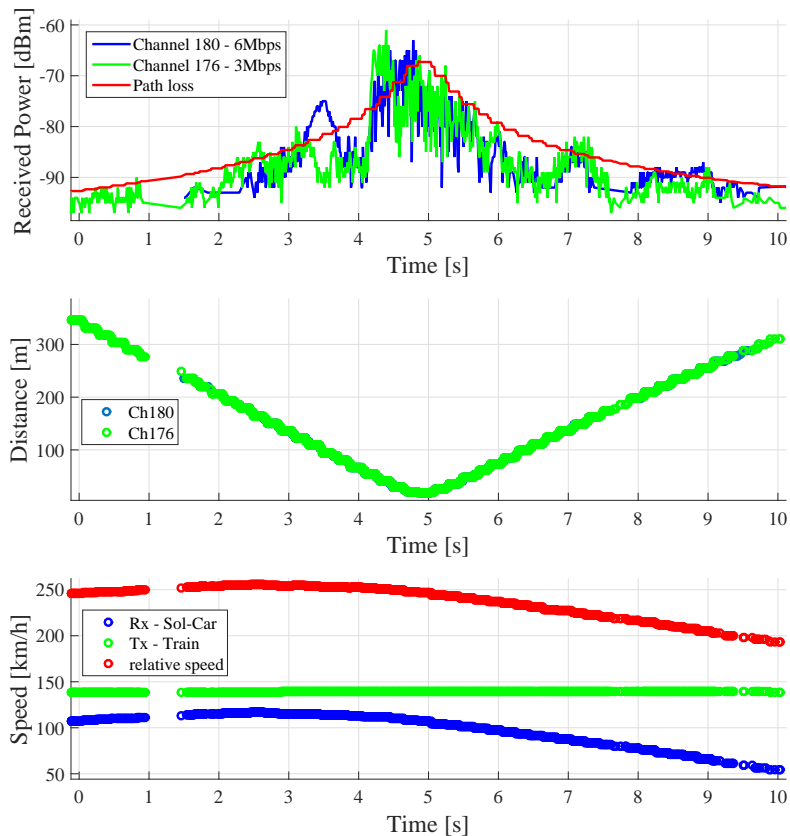 -60
-70
-80
-90
Received Power [dBm]
Channel 180 - 6Mbps
Channel 176 - 3Mbps
Path loss
0 1 2 3 4 5 6 7 8 9 10
Time [s]
300
200
100
Distance [m]
Ch180
Ch176
0 1 2 3 4 5 6 7 8 9 10
Time [s]
250
200
150
100
50
Speed [km/h]
Rx - Sol-Car
Tx - Train
relative speed
0 1 2 3 4 5 6 7 8 9 10
Time [s]